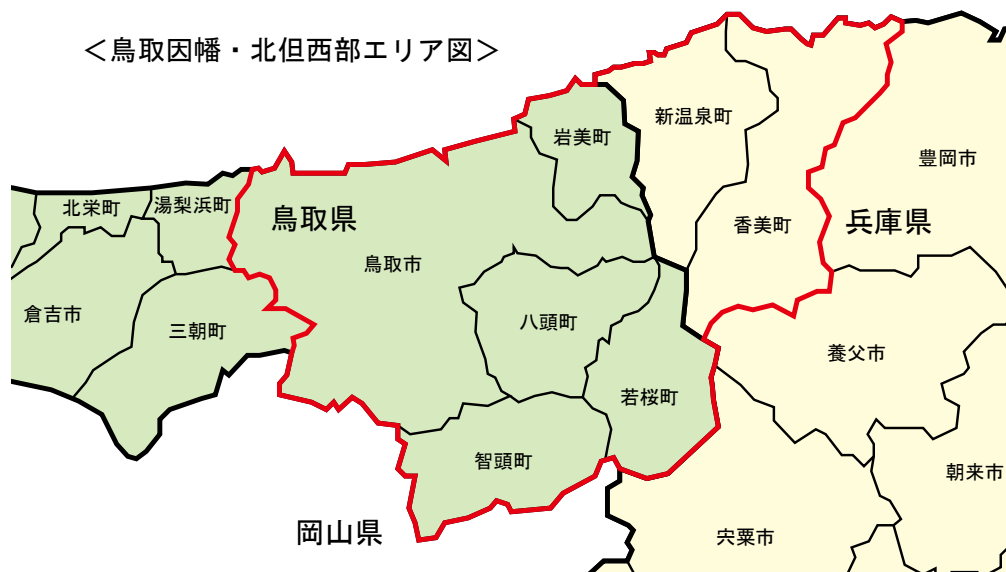 ＜鳥取因幡・北但西部エリア図＞
新温泉町
岩美町
豊岡市
北栄町
湯梨浜町
鳥取県
香美町
兵庫県
鳥取市
倉吉市
三朝町
八頭町
養父市
若桜町
智頭町
朝来市
岡山県
宍粟市